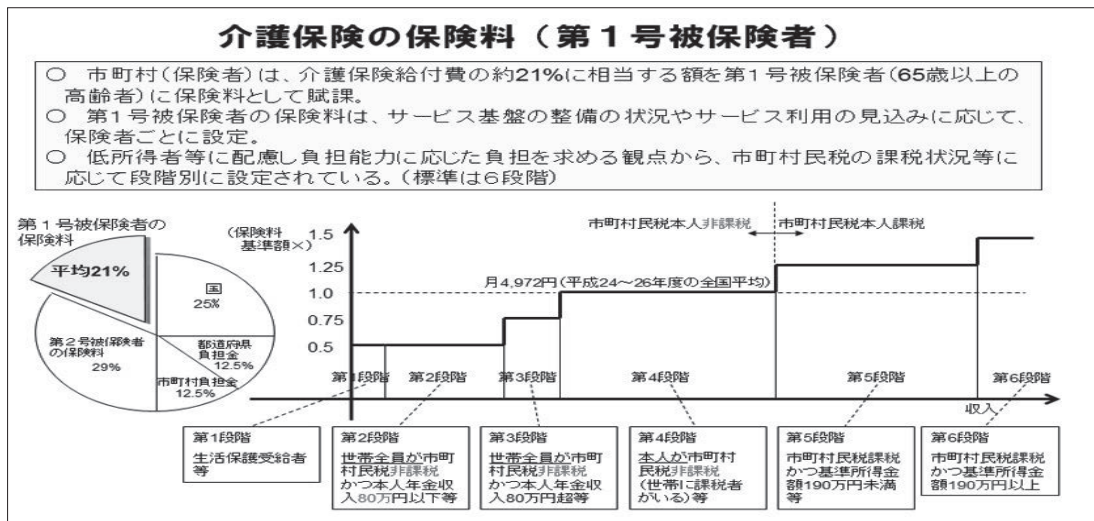 介護保険の保険料（第１号被保険者）
○ 市町村（保険者）は、介護保険給付費の約21%に相当する額を第１号被保険者（65歳以上の
高齢者）に保険料として賦課。
○ 第１号被保険者の保険料は、サービス基盤の整備の状況やサービス利用の見込みに応じて、
保険者ごとに設定。
○ 低所得者等に配慮し負担能力に応じた負担を求める観点から、市町村民税の課税状況等に
応じて段階別に設定されている。（標準は６段階）
第１号被保険者の
保険料
平均21%
国
25%
都道府県
負担金
12.5%
市町村負担金
12.5%
第２号被保険者
の保険料
29%
（保険料
基準額×）
1.5
1.25
1.0
0.75
0.5
市町村民税本人非課税
市町村民税本人課税
月4,972円（平成24～26年度の全国平均）
第1段階
第2段階
第3段階
第4段階
第5段階
第6段階
収入
第1段階
生活保護受給者
等
第2段階
世帯全員が市町
村民税非課税
かつ本人年金収
入80万円以下等
第3段階
世帯全員が市町
村民税非課税
かつ本人年金収
入80万円超等
第4段階
本人が市町村
民税非課税
（世帯に課税者
がいる）等
第5段階
市町村民税課税
かつ基準所得金
額190万円未満
等
第6段階
市町村民税課税
かつ基準所得金
額190万円以上